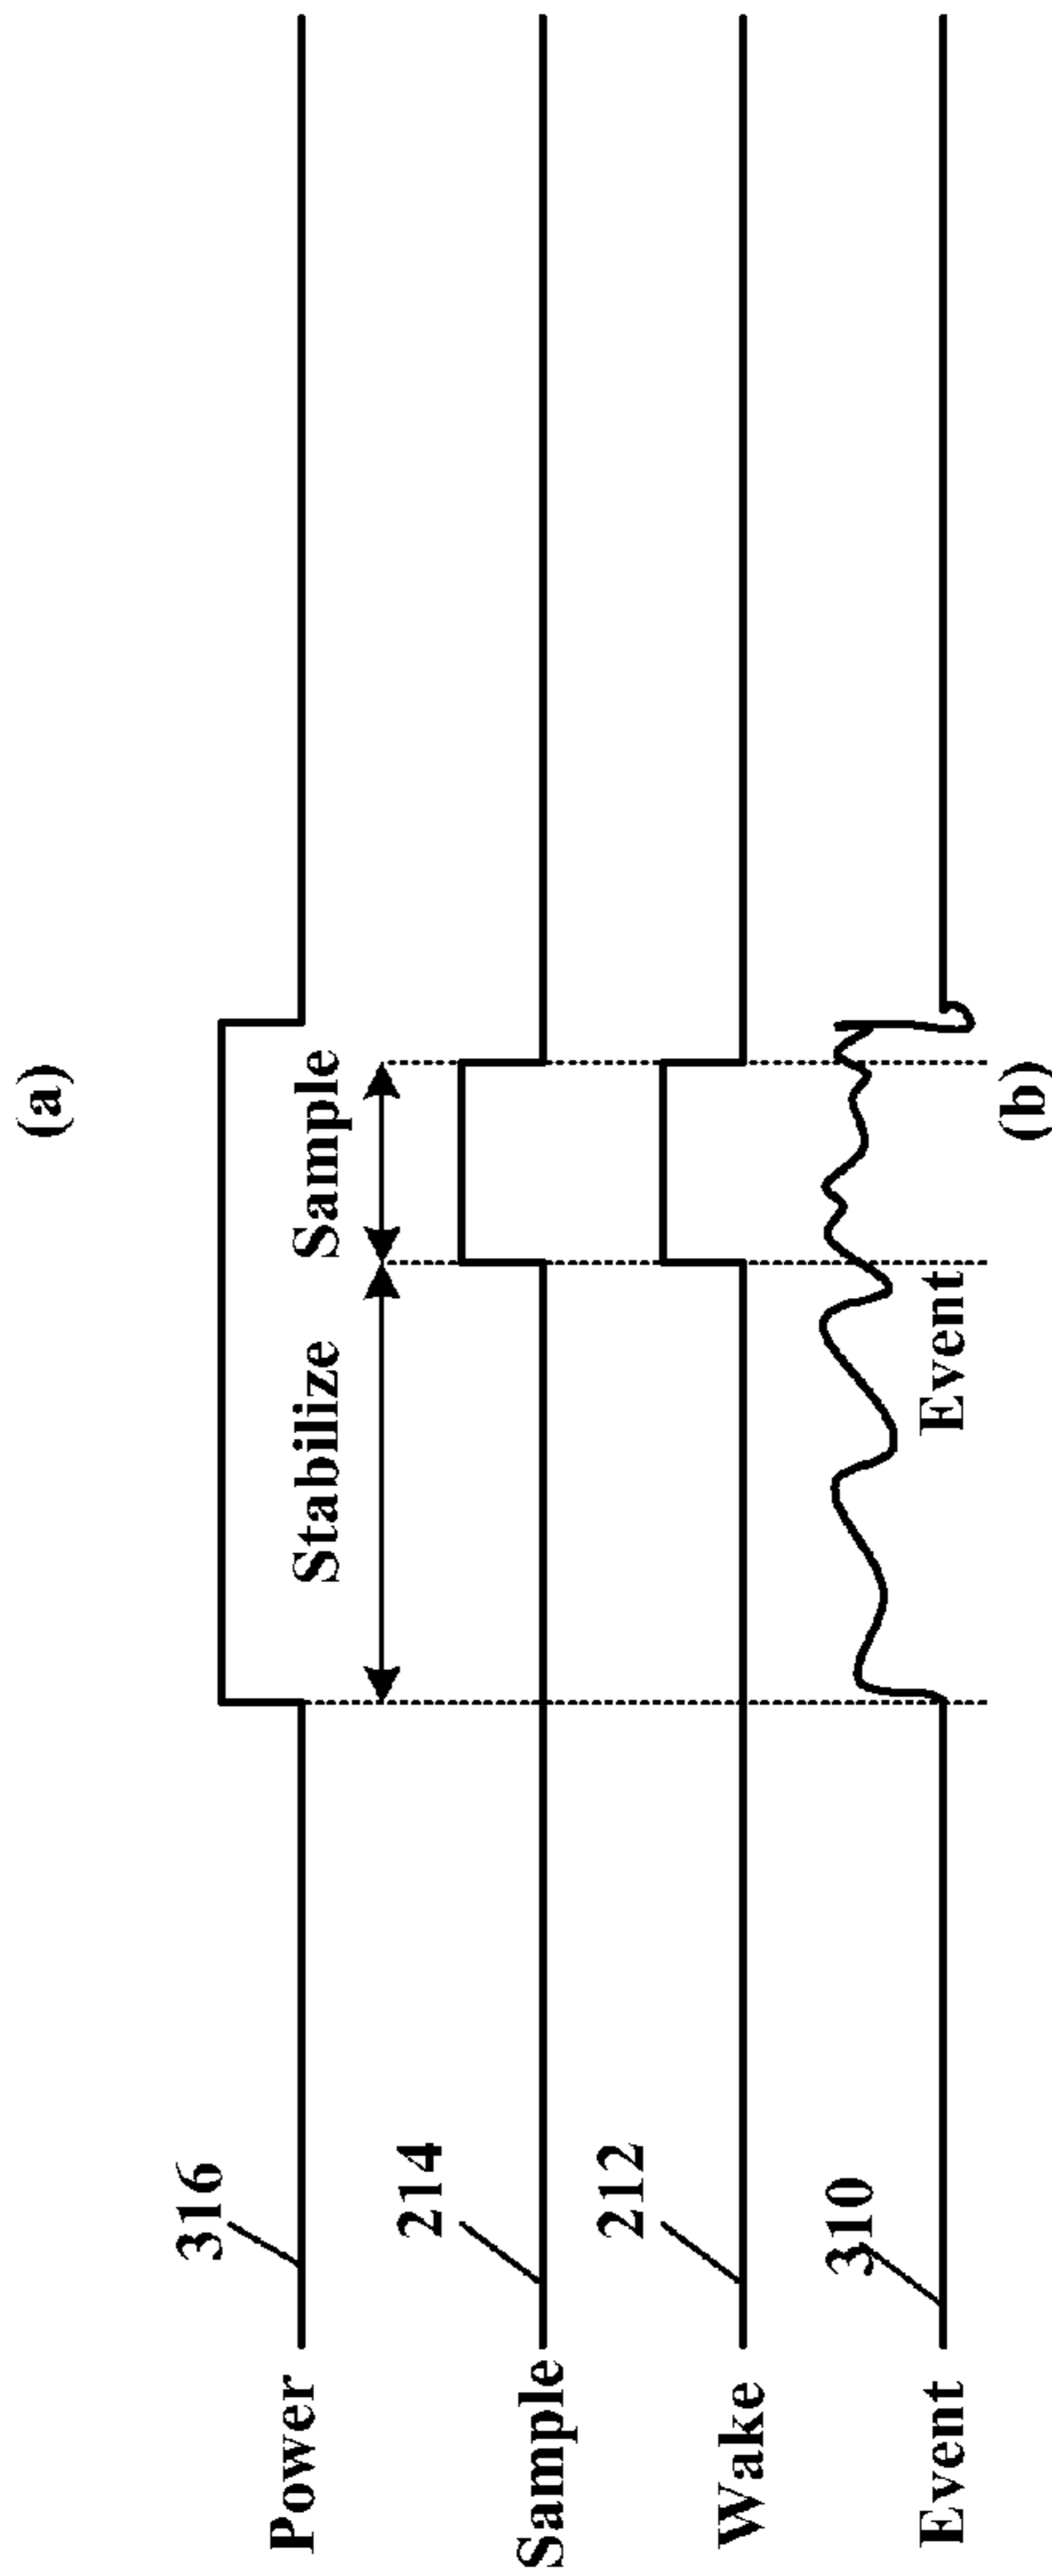 (a)
Power
316
Stabilize
Sample
Sample
214
Wake
212
Event
310
Event
(b)